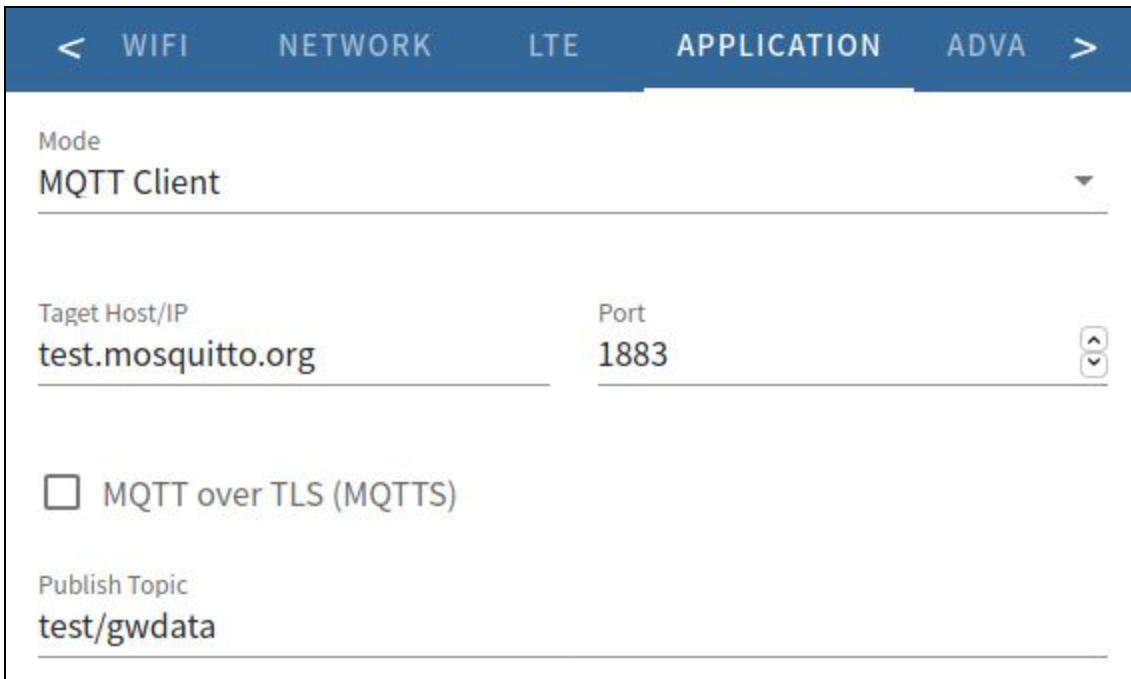 < WIFI NETWORK LTE APPLICATION ADVA >
Mode
MQTT Client
Taget Host/IP Port
test.mosquitto.org 1883
MQTT over TLS (MQTTS)
Publish Topic
test/gwdata